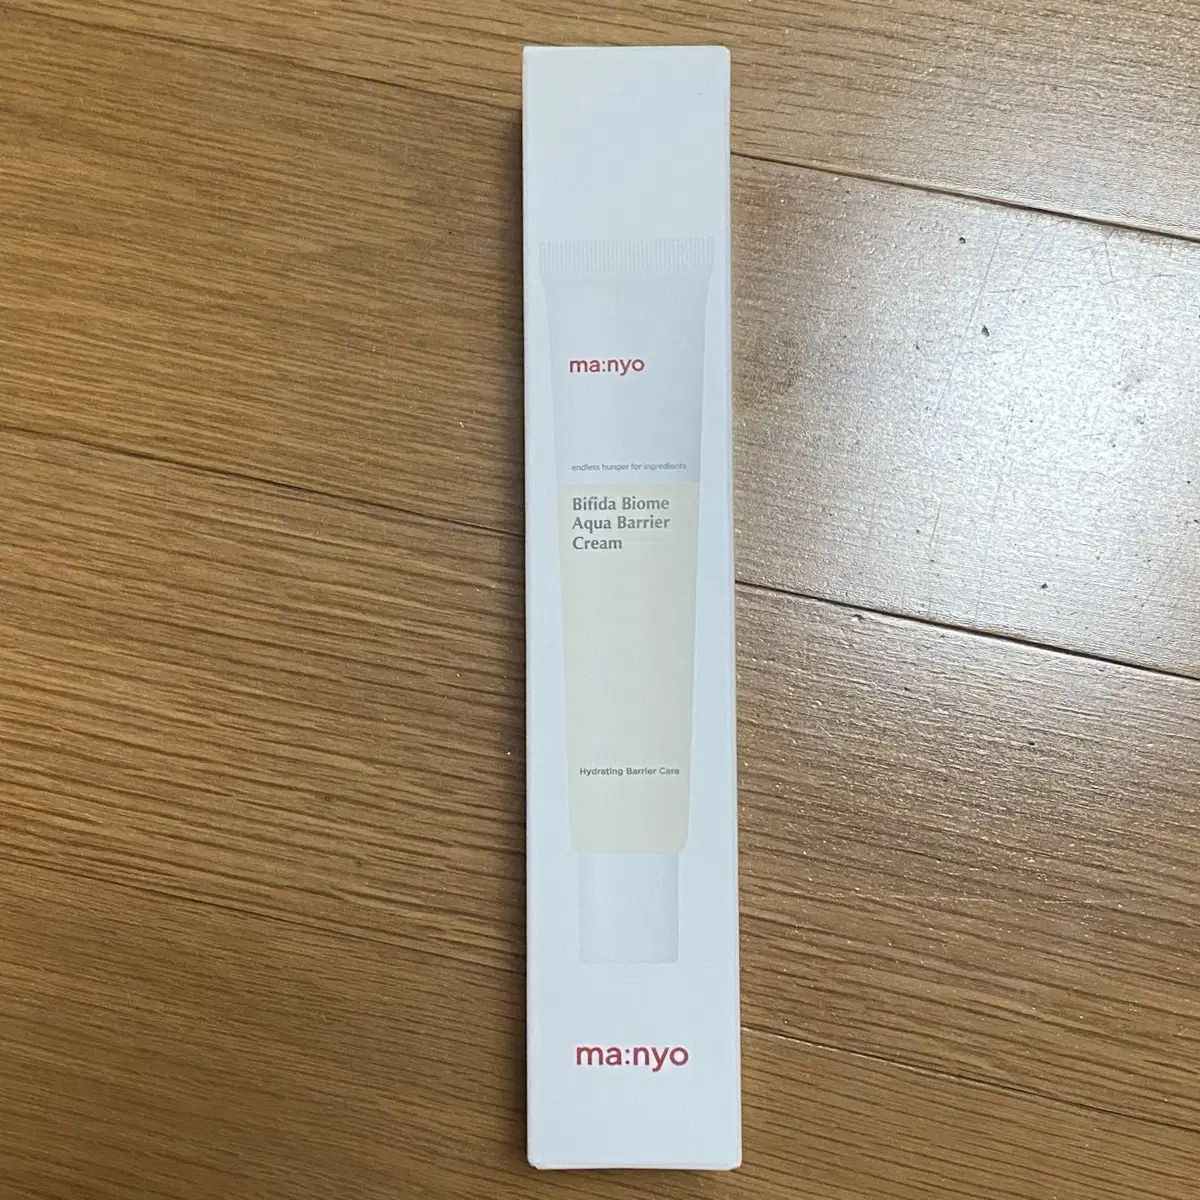 ma:nyo
endless hunger for ingredients
Bifida Biome
Aqua Barrier
Cream
Hydrating Barrier Care
ma:nyo